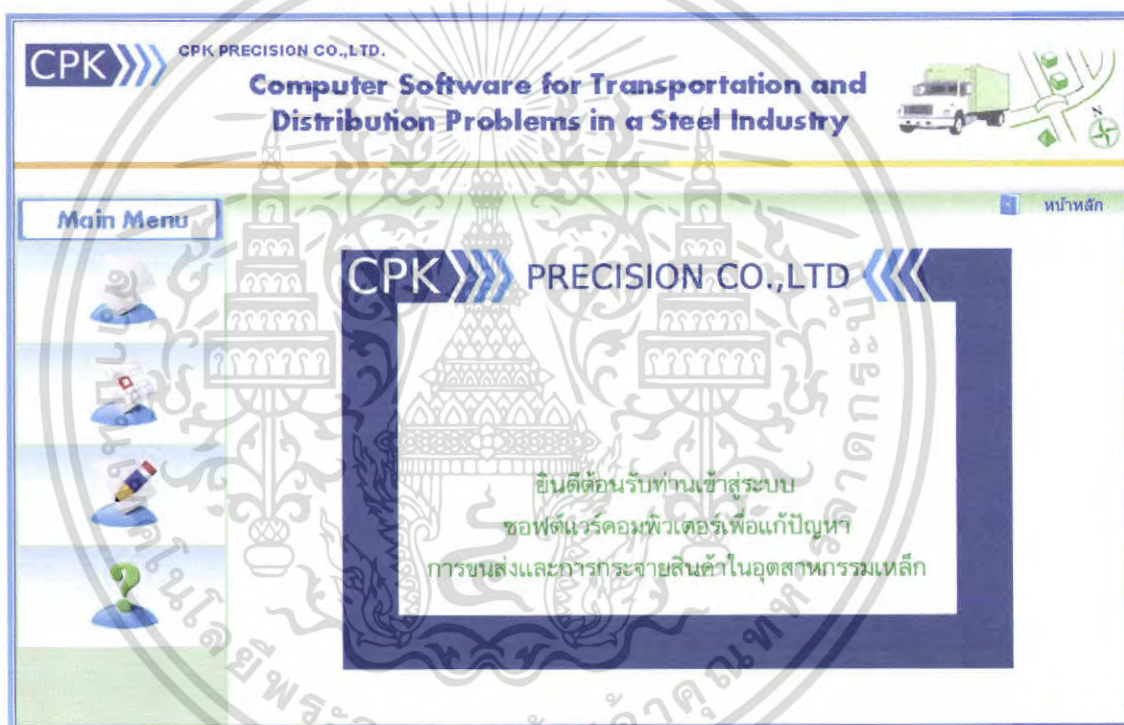 CPK
CPK PRECISION CO.,LTD.
Computer Software for Transportation and
Distribution Problems in a Steel Industry
N
Main Menu
หน้าหลัก
CPK PRECISION CO.,LTD
ยินดีต้อนรับท่านเข้าสู่ระบบ
ซอฟต์แวร์คอมพิวเตอร์เพื่อแก้ปัญหา
การขนส่งและการกระจายสินค้าในอุตสาหกรรมเหล็ก